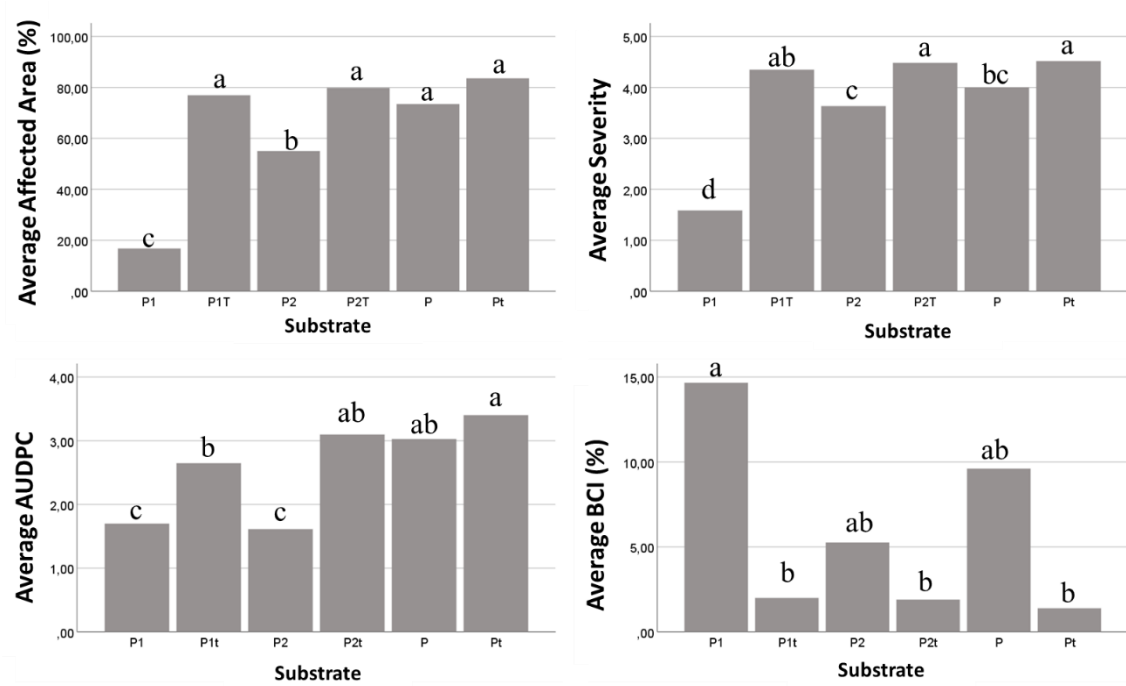 Average Affected Area (%)
100,00
80,00
60,00
40,00
20,00
,00
c
a
b
a
a
a
P1 P1T P2 P2T P Pt
Substrate
Average Severity
5,00
4,00
3,00
2,00
1,00
,00
d
ab
c
a
bc
a
P1 P1T P2 P2T P Pt
Substrate
Average AUDPC
4,00
3,00
2,00
1,00
,00
c
b
c
ab
ab
a
P1 P1t P2 P2t P Pt
Substrate
Average BCI (%)
15,00
10,00
5,00
,00
a
b
ab
b
ab
b
P1 P1t P2 P2t P Pt
Substrate